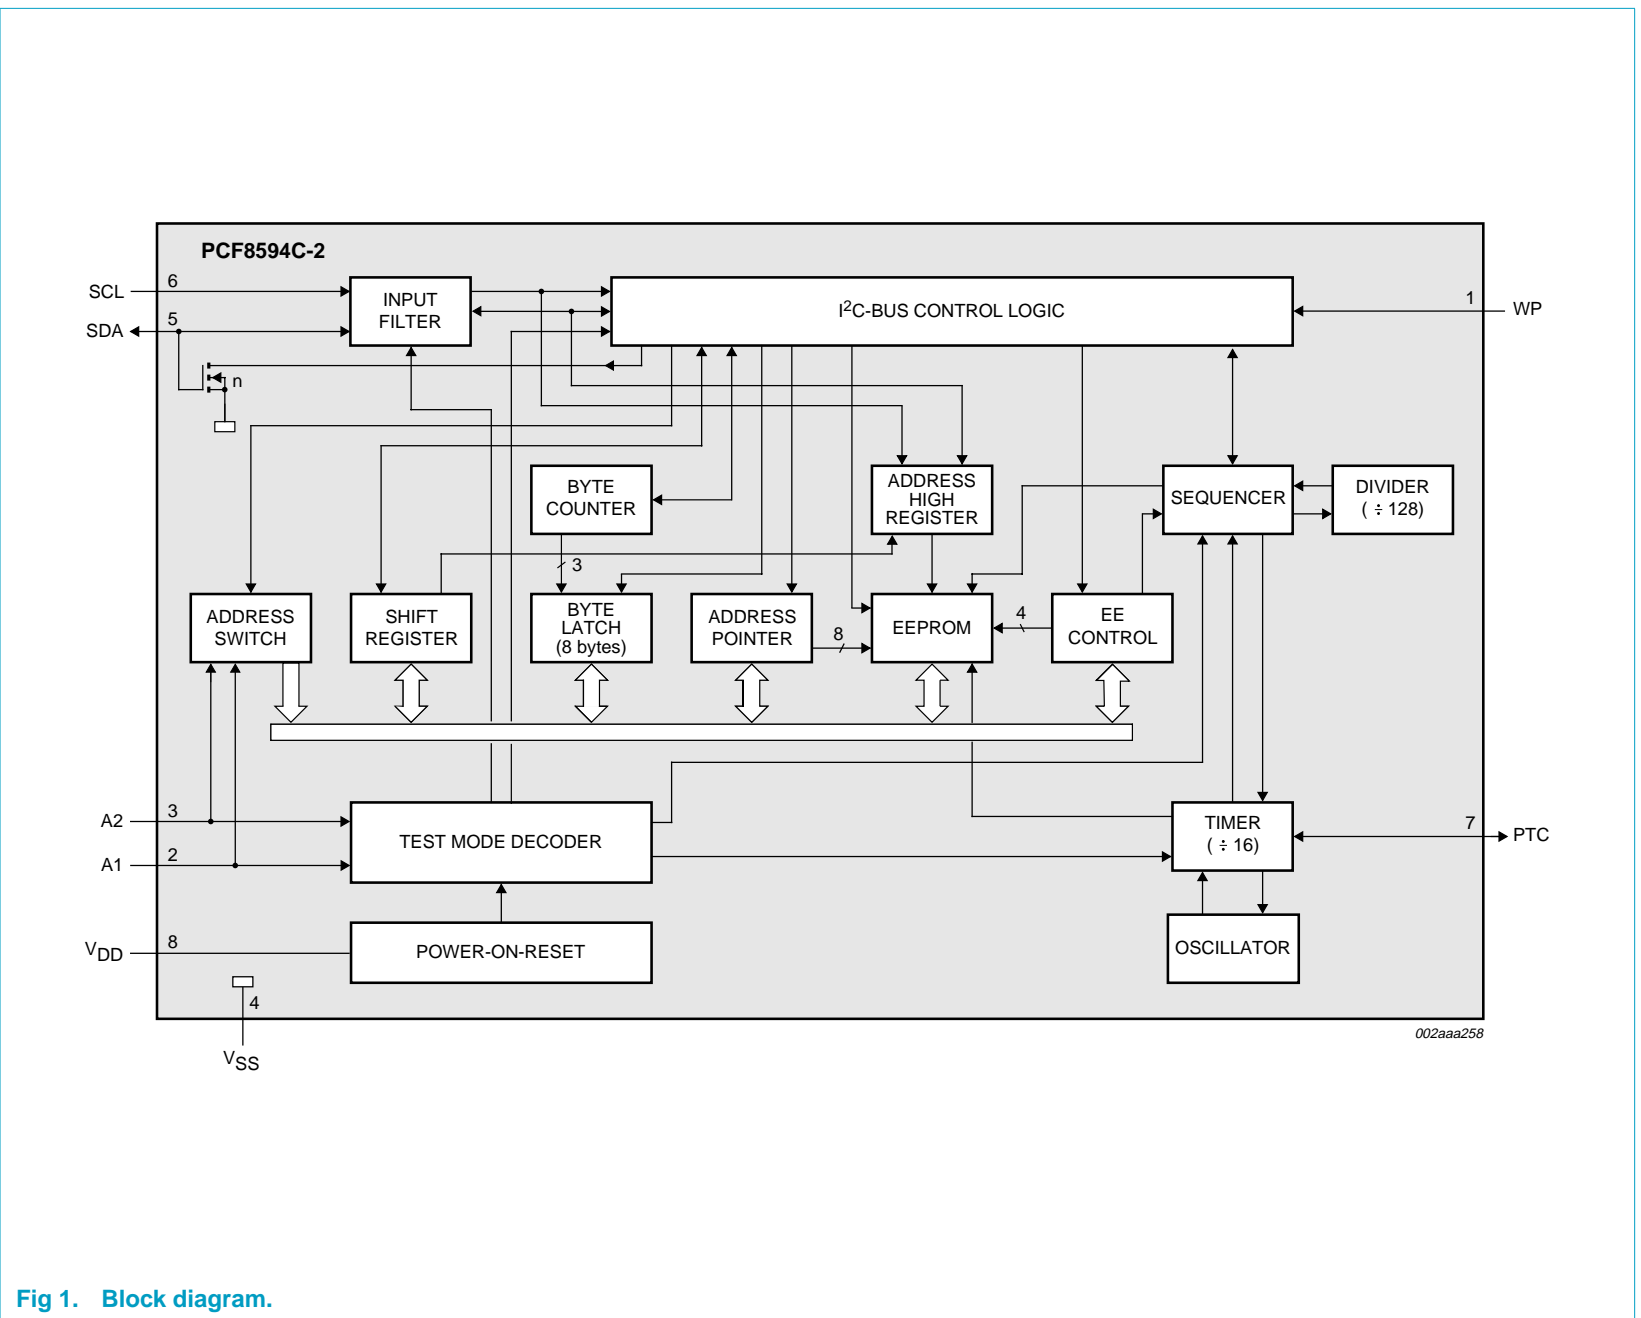 PCF8594C-2
SCL
6
INPUT
FILTER
I²C-BUS CONTROL LOGIC
1
WP
SDA
5
n
BYTE
COUNTER
ADDRESS
HIGH
REGISTER
SEQUENCER
DIVIDER
( ÷ 128)
3
ADDRESS
SWITCH
SHIFT
REGISTER
BYTE
LATCH
(8 bytes)
ADDRESS
POINTER
8
EEPROM
4
EE
CONTROL
A2
3
A1
2
TEST MODE DECODER
TIMER
( ÷ 16)
7
PTC
VDD
8
POWER-ON-RESET
OSCILLATOR
4
VSS
002aaa258
Fig 1. Block diagram.